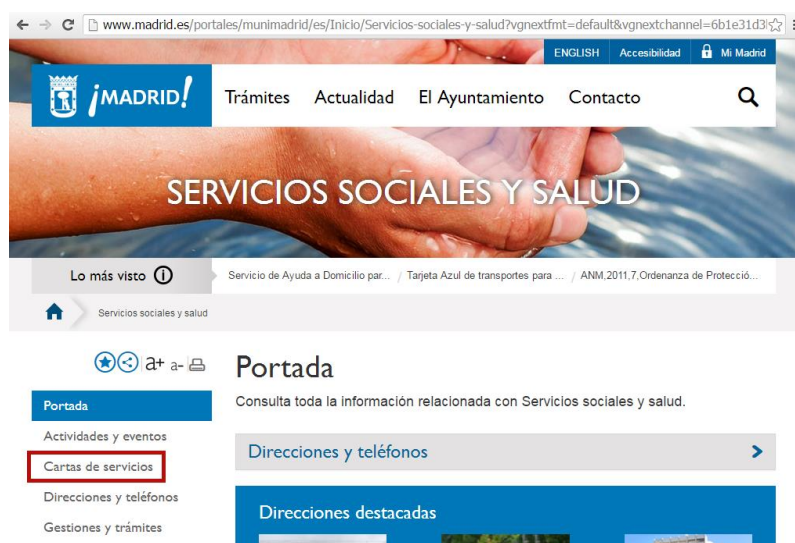 www.madrid.es/portales/munimadrid/es/Inicio/Servicios-sociales-y-salud?vgnextfmt=default&vgnextchannel=6b1e31d3
ENGLISH Accesibilidad Mi Madrid
¡MADRID! Trámites Actualidad El Ayuntamiento Contacto
SERVICIOS SOCIALES Y SALUD
Lo más visto Servicio de Ayuda a Domicilio par... / Tarjeta Azul de transportes para ... / ANM,2011,7,Ordenanza de Protecció...
Servicios sociales y salud
a+ a-
Portada
Consulta toda la información relacionada con Servicios sociales y salud.
Portada
Actividades y eventos
Cartas de servicios
Direcciones y teléfonos
Gestiones y trámites
Direcciones y teléfonos
Direcciones destacadas